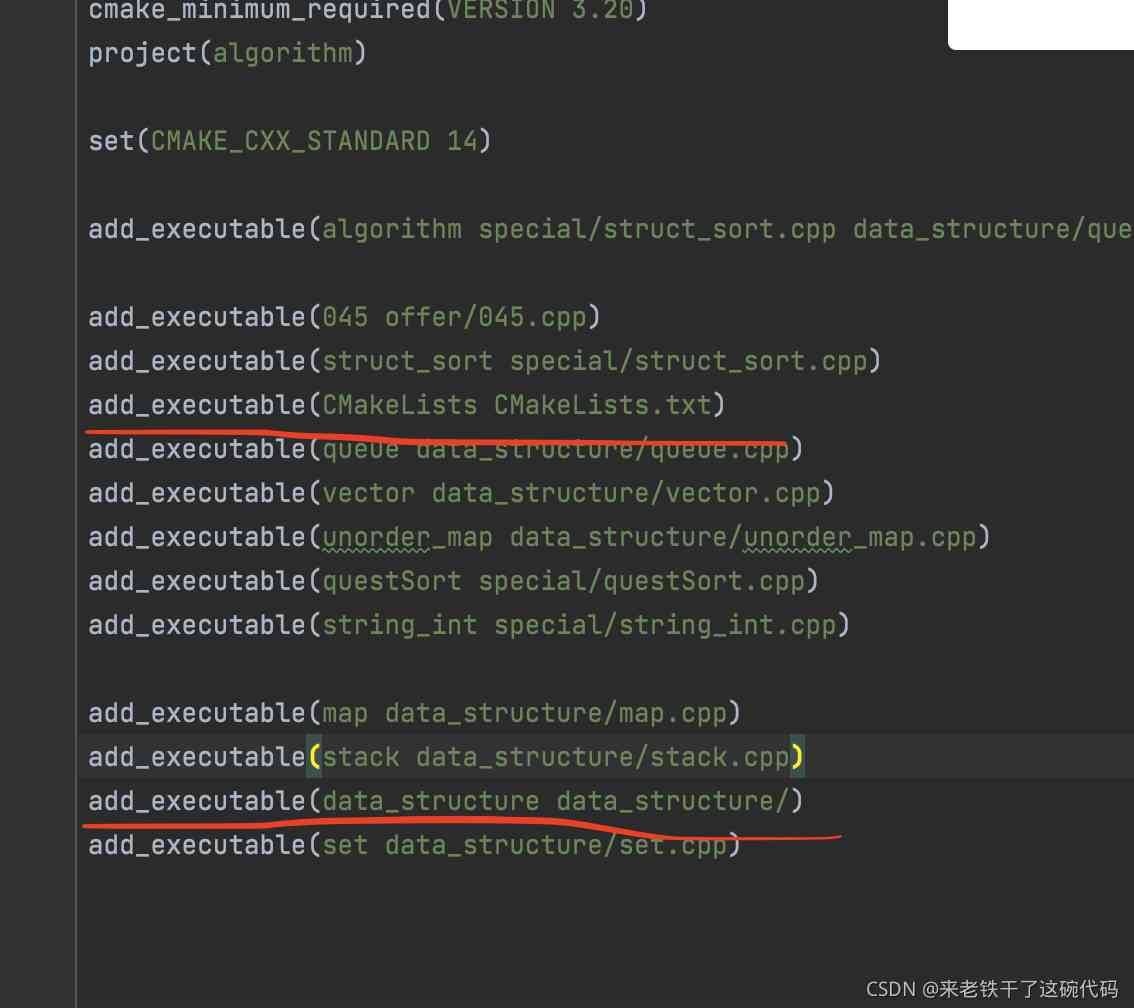 cmake_minimum_required(VERSION 3.20)
project(algorithm)
set(CMAKE_CXX_STANDARD 14)
add_executable(algorithm special/struct_sort.cpp data_structure/que
add_executable(045 offer/045.cpp)
add_executable(struct_sort special/struct_sort.cpp)
add_executable(CMakeLists CMakeLists.txt)
add_executable(queue data_structure/queue.cpp)
add_executable(vector data_structure/vector.cpp)
add_executable(unorder_map data_structure/unorder_map.cpp)
add_executable(questSort special/questSort.cpp)
add_executable(string_int special/string_int.cpp)
add_executable(map data_structure/map.cpp)
add_executable(stack data_structure/stack.cpp)
add_executable(data_structure data_structure/)
add_executable(set data_structure/set.cpp)
CSDN @来老铁干了这碗代码